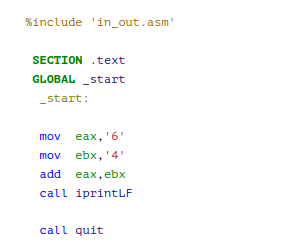 %include 'in_out.asm'
SECTION .text
GLOBAL _start
_start:
mov eax,'6'
mov ebx,'4'
add eax,ebx
call iprintLF
call quit